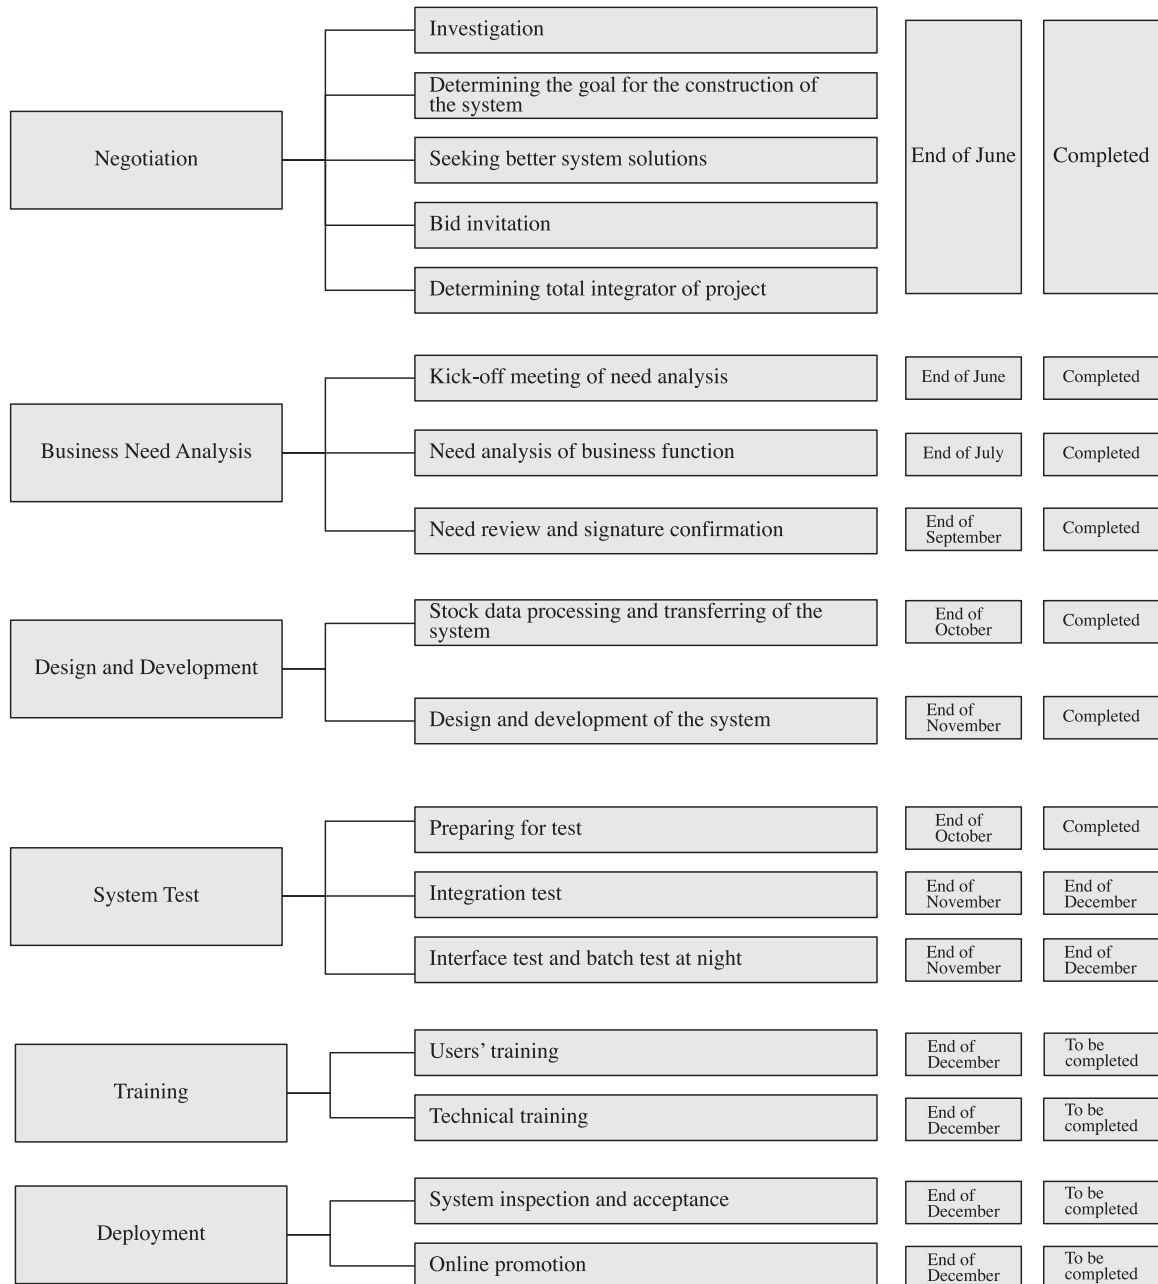 Negotiation
Investigation
Determining the goal for the construction of
the system
Seeking better system solutions
Bid invitation
Determining total integrator of project
End of June
Completed
Business Need Analysis
Kick-off meeting of need analysis
End of June
Completed
Need analysis of business function
End of July
Completed
Need review and signature confirmation
End of
September
Completed
Design and Development
Stock data processing and transferring of the
system
End of
October
Completed
Design and development of the system
End of
November
Completed
System Test
Preparing for test
End of
October
Completed
Integration test
End of
November
End of
December
Interface test and batch test at night
End of
November
End of
December
Training
Users' training
End of
December
To be
completed
Technical training
End of
December
To be
completed
Deployment
System inspection and acceptance
End of
December
To be
completed
Online promotion
End of
December
To be
completed